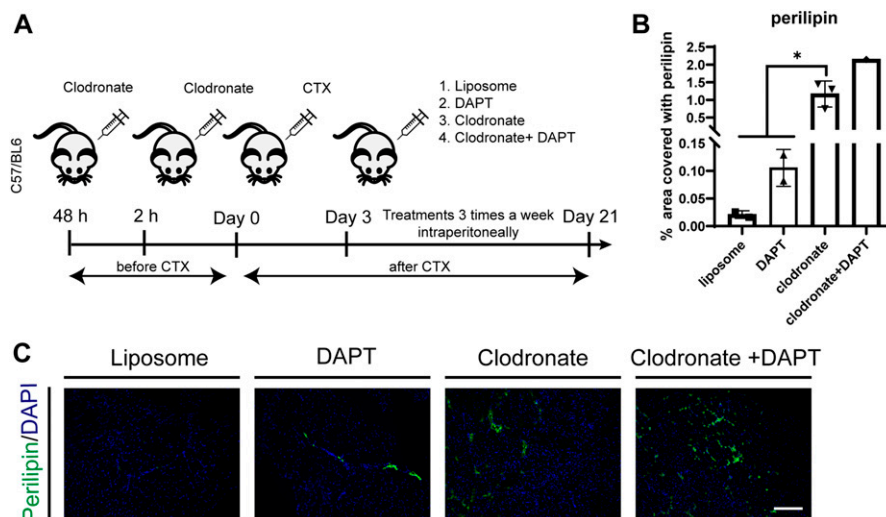 A
Clodronate
Clodronate
CTX
1. Liposome
2. DAPT
3. Clodronate
4. Clodronate+ DAPT
C57/BL6
48 h
2 h
Day 0
Day 3
Treatments 3 times a week
intraperitoneally
Day 21
before CTX
after CTX
B
perilipin
% area covered with perilipin
2.5
2.0
1.5
1.0
0.5
0.15
0.10
0.05
0.00
*
liposome
DAPT
clodronate
clodronate+DAPT
C
Liposome
DAPT
Clodronate
Clodronate +DAPT
Perilipin/DAPI